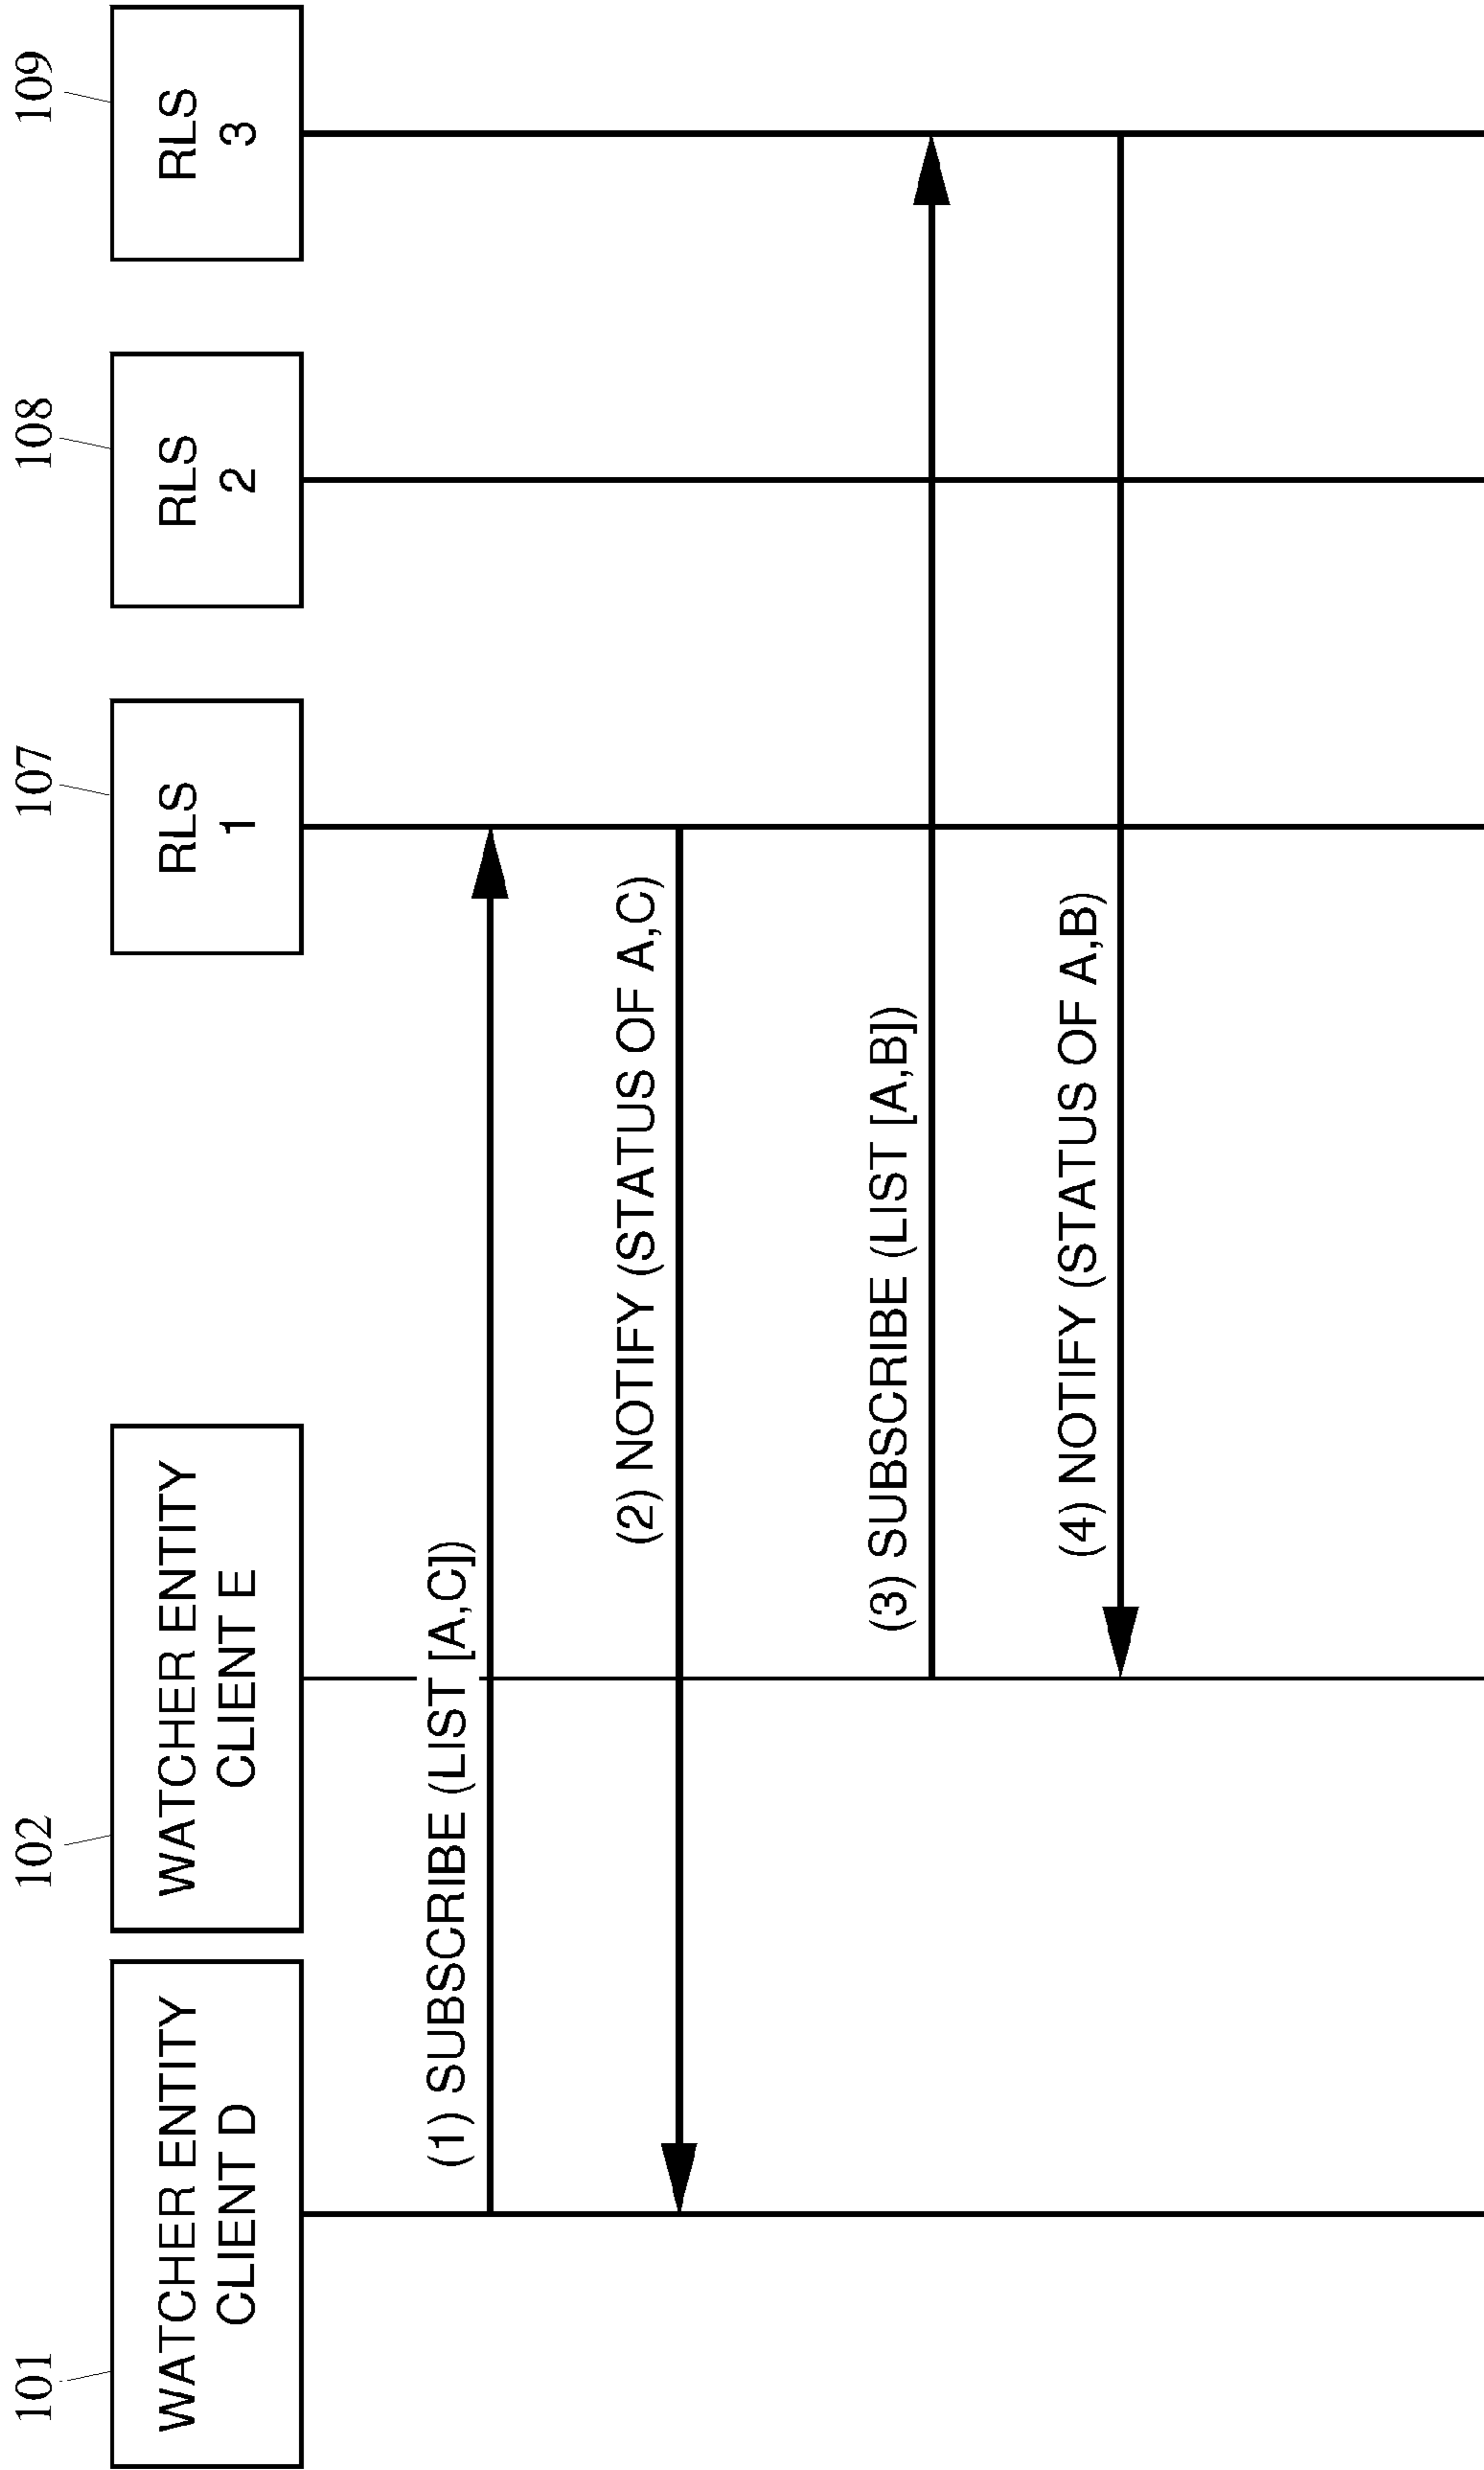 101
102
107
108
109
WATCHER ENTITY
CLIENT D
WATCHER ENTITY
CLIENT E
RLS
1
RLS
2
RLS
3
(1) SUBSCRIBE (LIST [A,C])
(2) NOTIFY (STATUS OF A,C)
(3) SUBSCRIBE (LIST [A,B])
(4) NOTIFY (STATUS OF A,B)